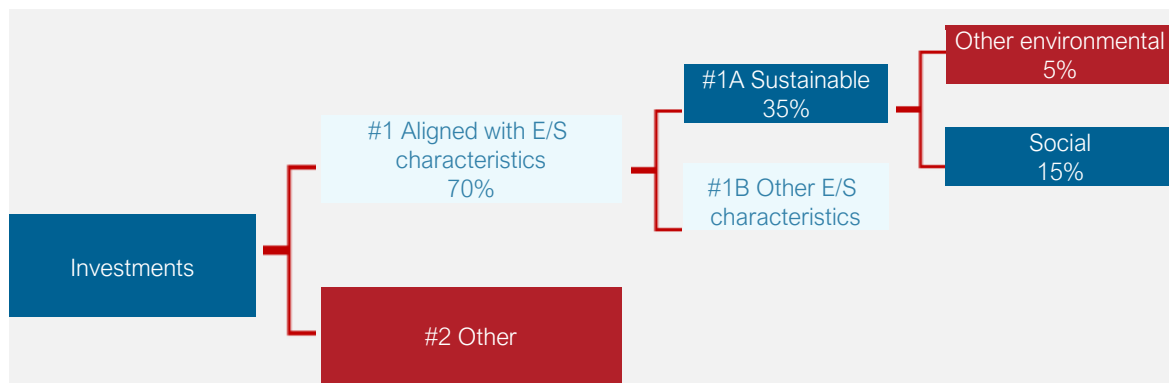 Investments
#1 Aligned with E/S
characteristics
70%
#2 Other
#1A Sustainable
35%
#1B Other E/S
characteristics
Other environmental
5%
Social
15%